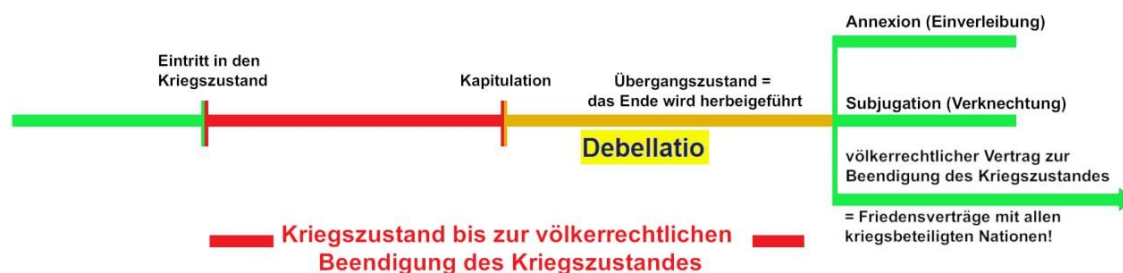 Annexion (Einverleibung)
Eintritt in den
Kriegszustand
Kapitulation
Übergangszustand =
das Ende wird herbeigeführt
Subjugation (Verknechtung)
Debellatio
völkerrechtlicher Vertrag zur
Beendigung des Kriegszustandes
= Friedensverträge mit allen
kriegsbeteiligten Nationen!
Kriegszustand bis zur völkerrechtlichen
Beendigung des Kriegszustandes